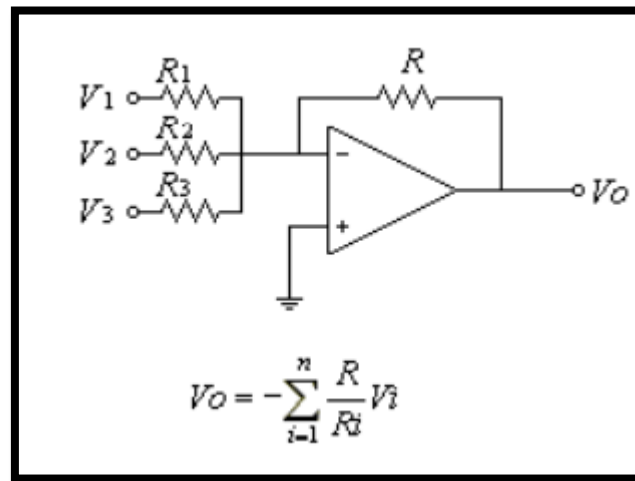 R
R1
V1
R2
V2
−
R3
V3
VO
+
n
VO = −∑ R/Ri Vi
i=1